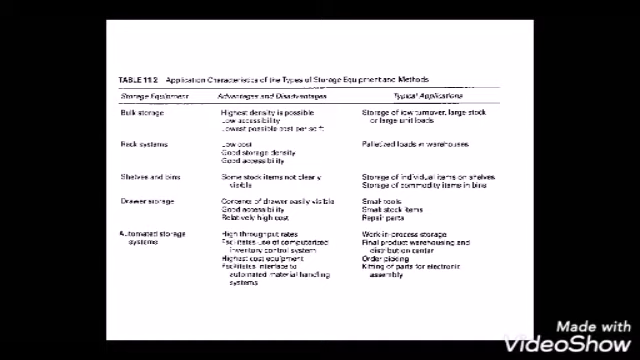 TABLE 11.2 Application Characteristics of the Types of Storage Equipment and Methods
Storage Equipment Advantages and Disadvantages Typical Applications
Bulk storage Highest density is possible Storage of low turnover, large stock
Low accessibility or large unit loads
Lowest possible cost per sq ft
Rack systems Low cost Palletized loads in warehouses
Good storage density
Good accessibility
Shelves and bins Some stock items not clearly Storage of individual items on shelves
visible Storage of commodity items in bins
Drawer storage Contents of drawer easily visible Small tools
Good accessibility Small stock items
Relatively high cost Repair parts
Automated storage High throughput rates Work-in-process storage
systems Facilitates use of computerized Final product warehousing and
inventory control system distribution center
Highest cost equipment Order picking
Facilitates interface to Kitting of parts for electronic
automated material handling assembly
systems
Made with
VideoShow